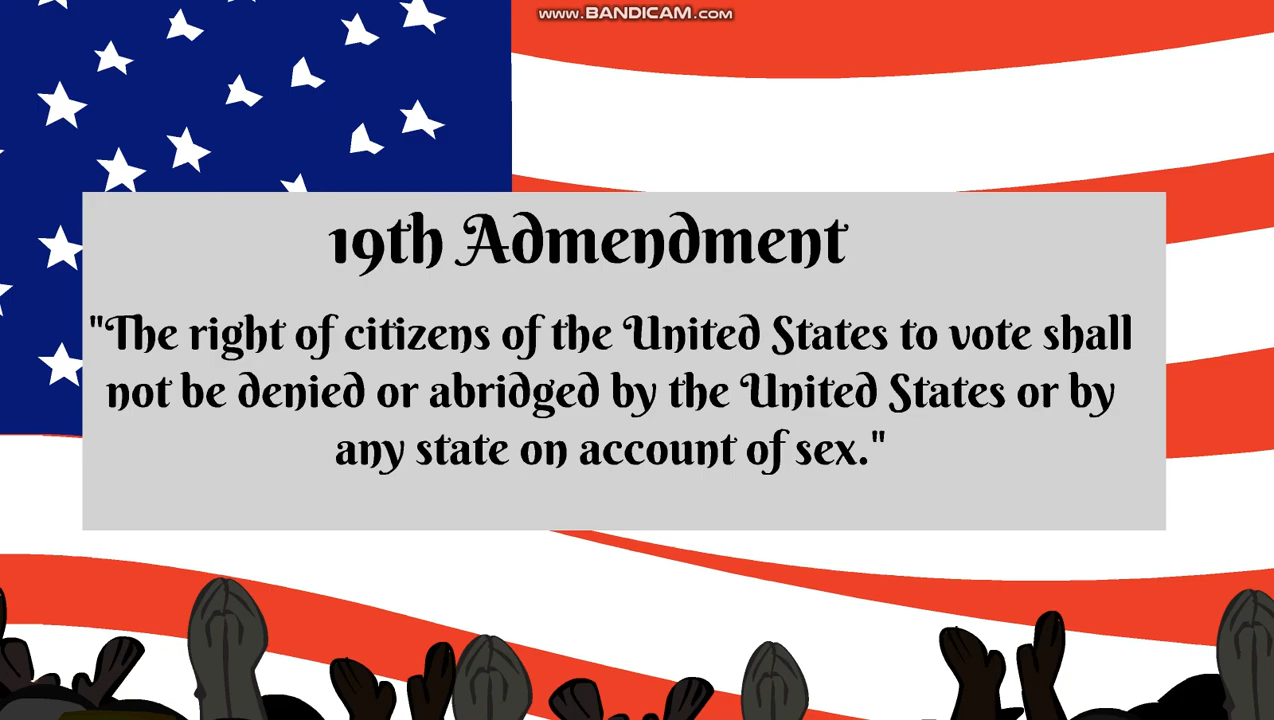 www.BANDICAM.com
19th Admendment
"The right of citizens of the United States to vote shall
not be denied or abridged by the United States or by
any state on account of sex."